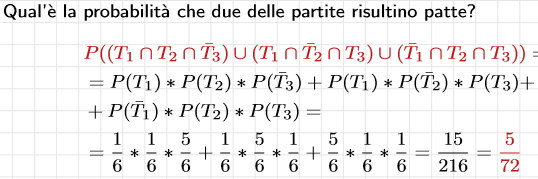 Qual'è la probabilità che due delle partite risultino patte?
P((T₁ ∩ T₂ ∩ T̄₃) ∪ (T₁ ∩ T̄₂ ∩ T₃) ∪ (T̄₁ ∩ T₂ ∩ T₃)) =
= P(T₁) * P(T₂) * P(T̄₃) + P(T₁) * P(T̄₂) * P(T₃)+
+ P(T̄₁) * P(T₂) * P(T₃) =
= 1/6 * 1/6 * 5/6 + 1/6 * 5/6 * 1/6 + 5/6 * 1/6 * 1/6 = 15/216 = 5/72